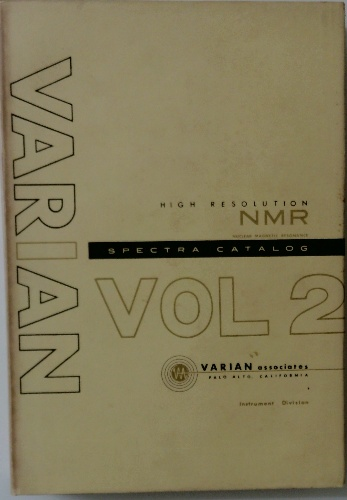 VARIAN
HIGH RESOLUTION
NMR
NUCLEAR MAGNETIC RESONANCE
SPECTRA CATALOG
VOL 2
VARIAN associates
PALO ALTO, CALIFORNIA
Instrument Division